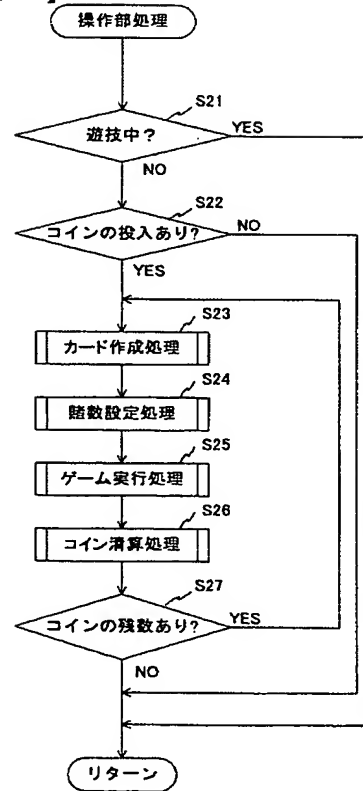 操作部処理
S21
遊技中?
YES
NO
S22
コインの投入あり?
NO
YES
S23
カード作成処理
S24
賭数設定処理
S25
ゲーム実行処理
S26
コイン清算処理
S27
コインの残数あり?
YES
NO
リターン